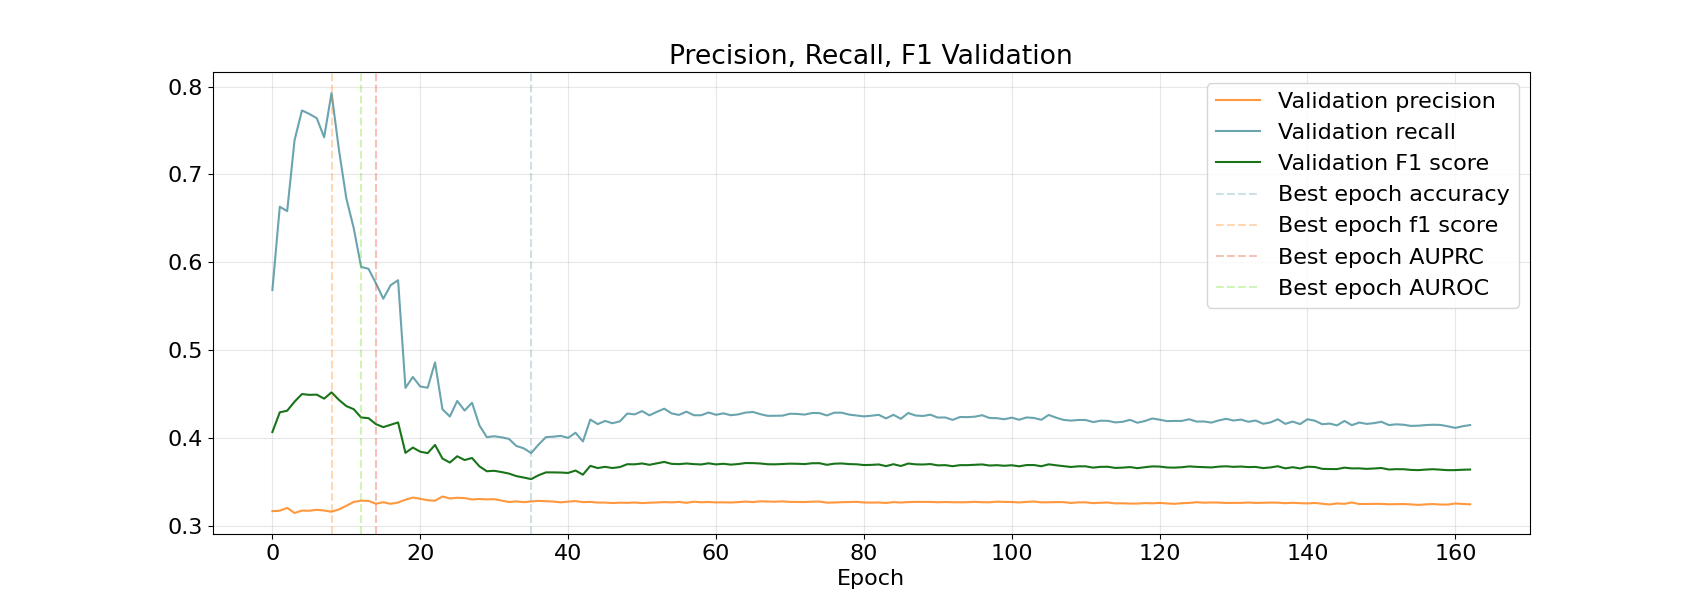 Precision, Recall, F1 Validation
0.8
0.7
0.6
0.5
0.4
0.3
Validation precision
Validation recall
Validation F1 score
Best epoch accuracy
Best epoch f1 score
Best epoch AUPRC
Best epoch AUROC
0 20 40 60 80 100 120 140 160
Epoch